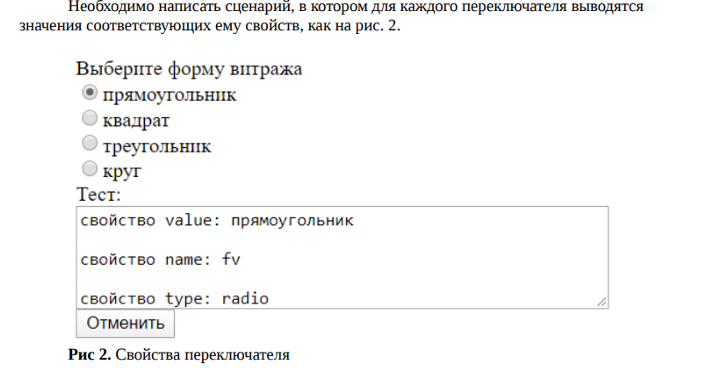 Необходимо написать сценарий, в котором для каждого переключателя выводятся
значения соответствующих ему свойств, как на рис. 2.
Выберите форму витража
прямоугольник
квадрат
треугольник
круг
Тест:
свойство value: прямоугольник
свойство name: fv
свойство type: radio
Отменить
Рис 2. Свойства переключателя